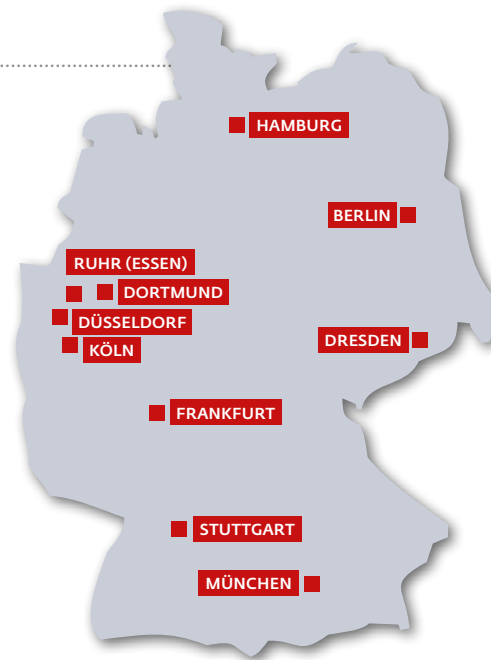 HAMBURG
BERLIN
RUHR (ESSEN)
DORTMUND
DÜSSELDORF
DRESDEN
KÖLN
FRANKFURT
STUTTGART
MÜNCHEN